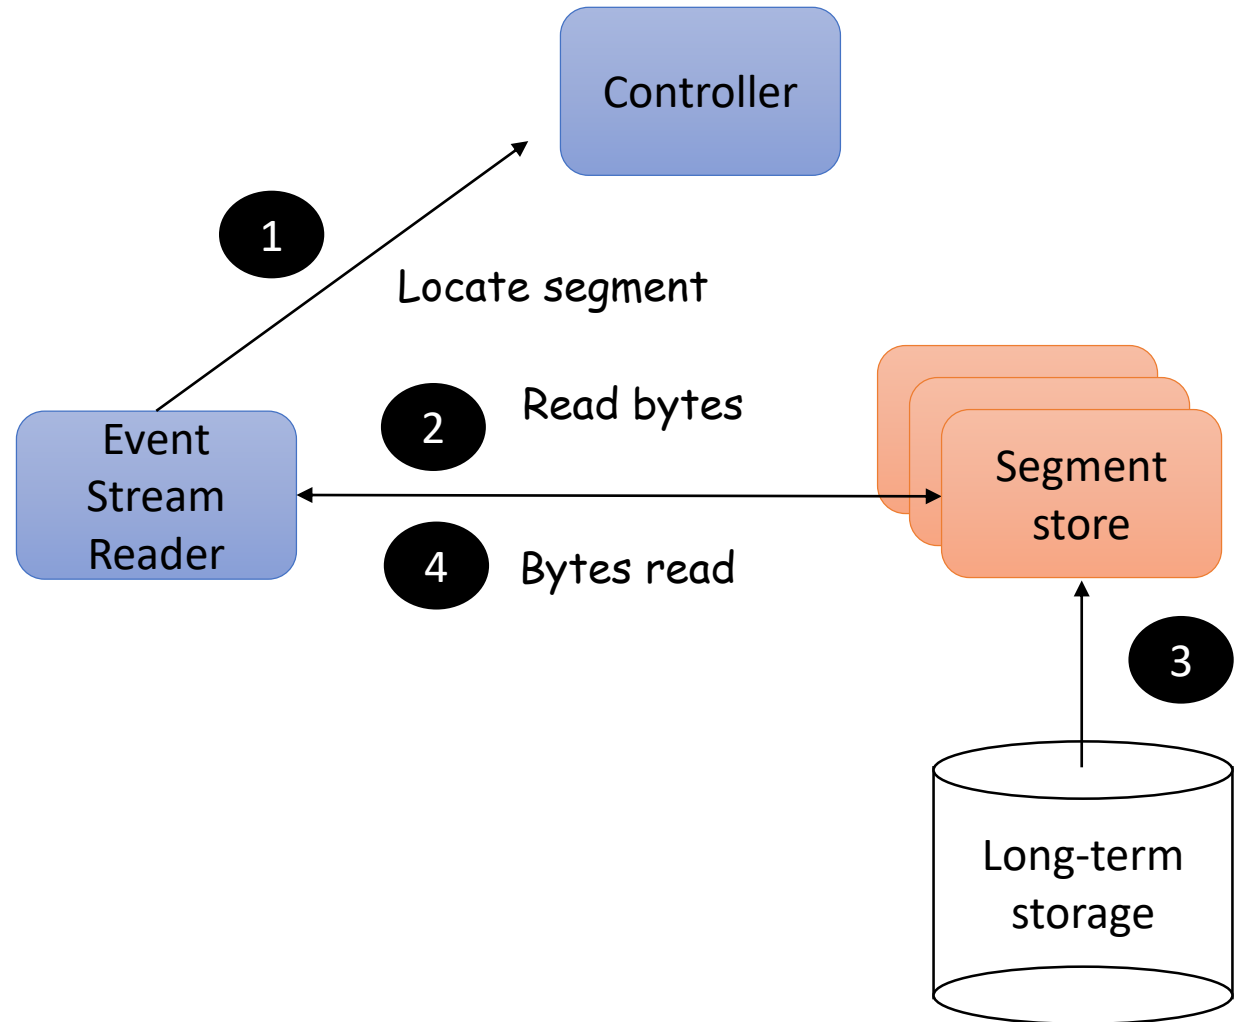 Controller
1
Locate segment
2
Read bytes
Event
Stream
Reader
Segment
store
4
Bytes read
3
Long-term
storage